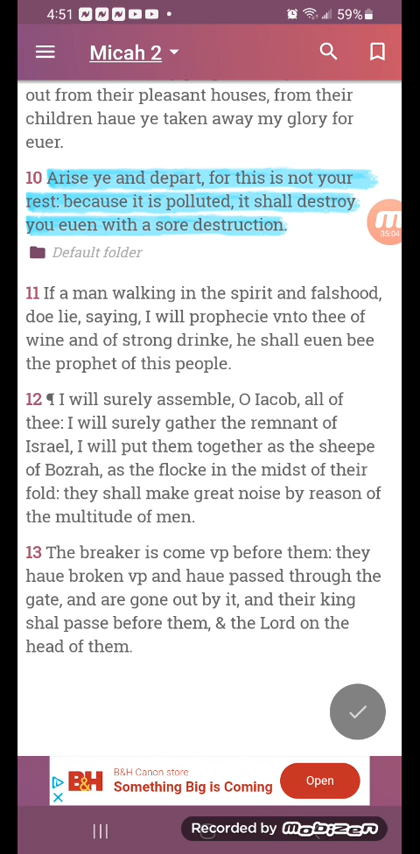 4:51 59%
Micah 2
out from their pleasant houses, from their
children haue ye taken away my glory for
euer.
10 Arise ye and depart, for this is not your
rest: because it is polluted, it shall destroy
you euen with a sore destruction.
35:04
Default folder
11 If a man walking in the spirit and falshood,
doe lie, saying, I will prophecie vnto thee of
wine and of strong drinke, he shall euen bee
the prophet of this people.
12 ¶ I will surely assemble, O Iacob, all of
thee: I will surely gather the remnant of
Israel, I will put them together as the sheepe
of Bozrah, as the flocke in the midst of their
fold: they shall make great noise by reason of
the multitude of men.
13 The breaker is come vp before them: they
haue broken vp and haue passed through the
gate, and are gone out by it, and their king
shal passe before them, & the Lord on the
head of them.
B&H
B&H Canon store
Something Big is Coming
Open
Recorded by mobizen